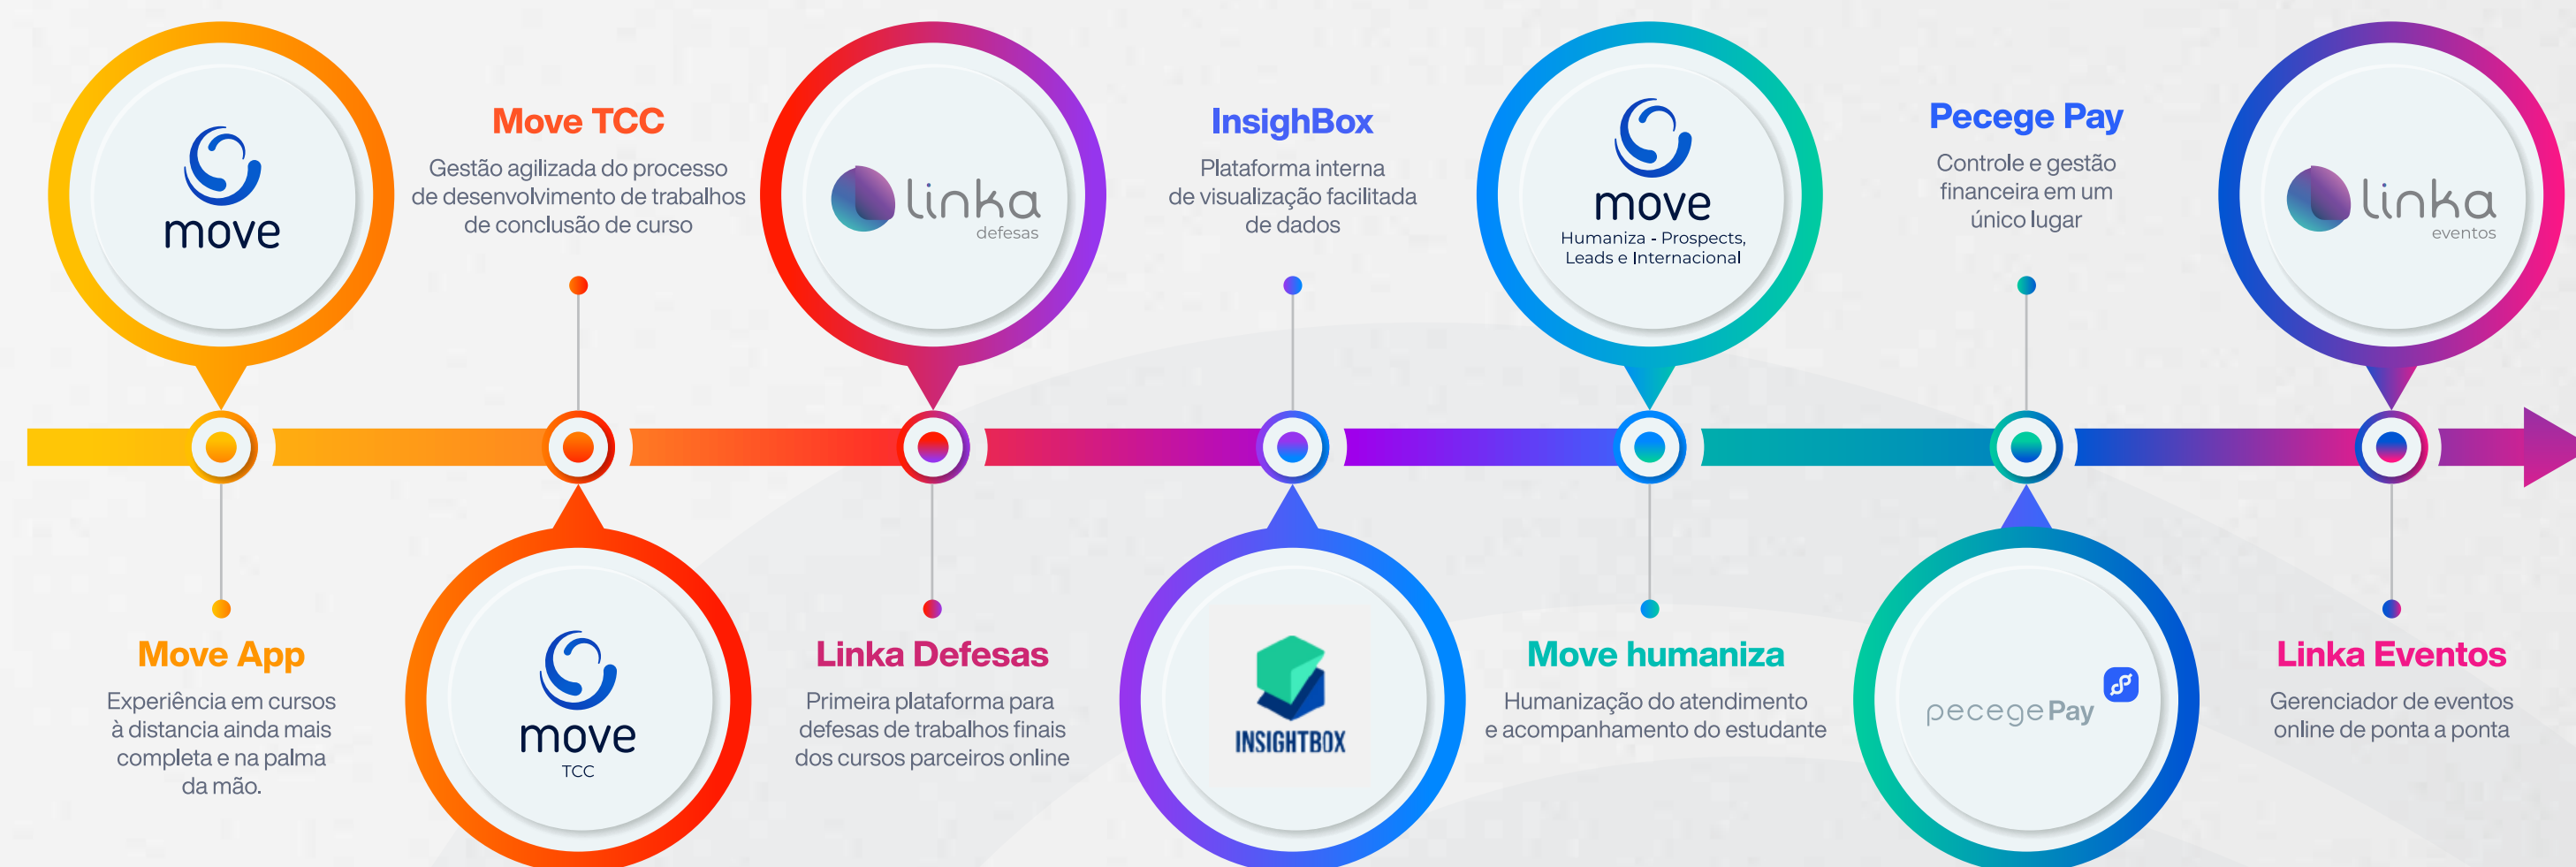 move
Move App
Experiência em cursos
à distancia ainda mais
completa e na palma
da mão.
Move TCC
Gestão agilizada do processo
de desenvolvimento de trabalhos
de conclusão de curso
move
TCC
linka
defesas
Linka Defesas
Primeira plataforma para
defesas de trabalhos finais
dos cursos parceiros online
InsighBox
Plataforma interna
de visualização facilitada
de dados
INSIGHTBOX
move
Humaniza - Prospects,
Leads e Internacional
Move humaniza
Humanização do atendimento
e acompanhamento do estudante
Pecege Pay
Controle e gestão
financeira em um
único lugar
pecege Pay
linka
eventos
Linka Eventos
Gerenciador de eventos
online de ponta a ponta